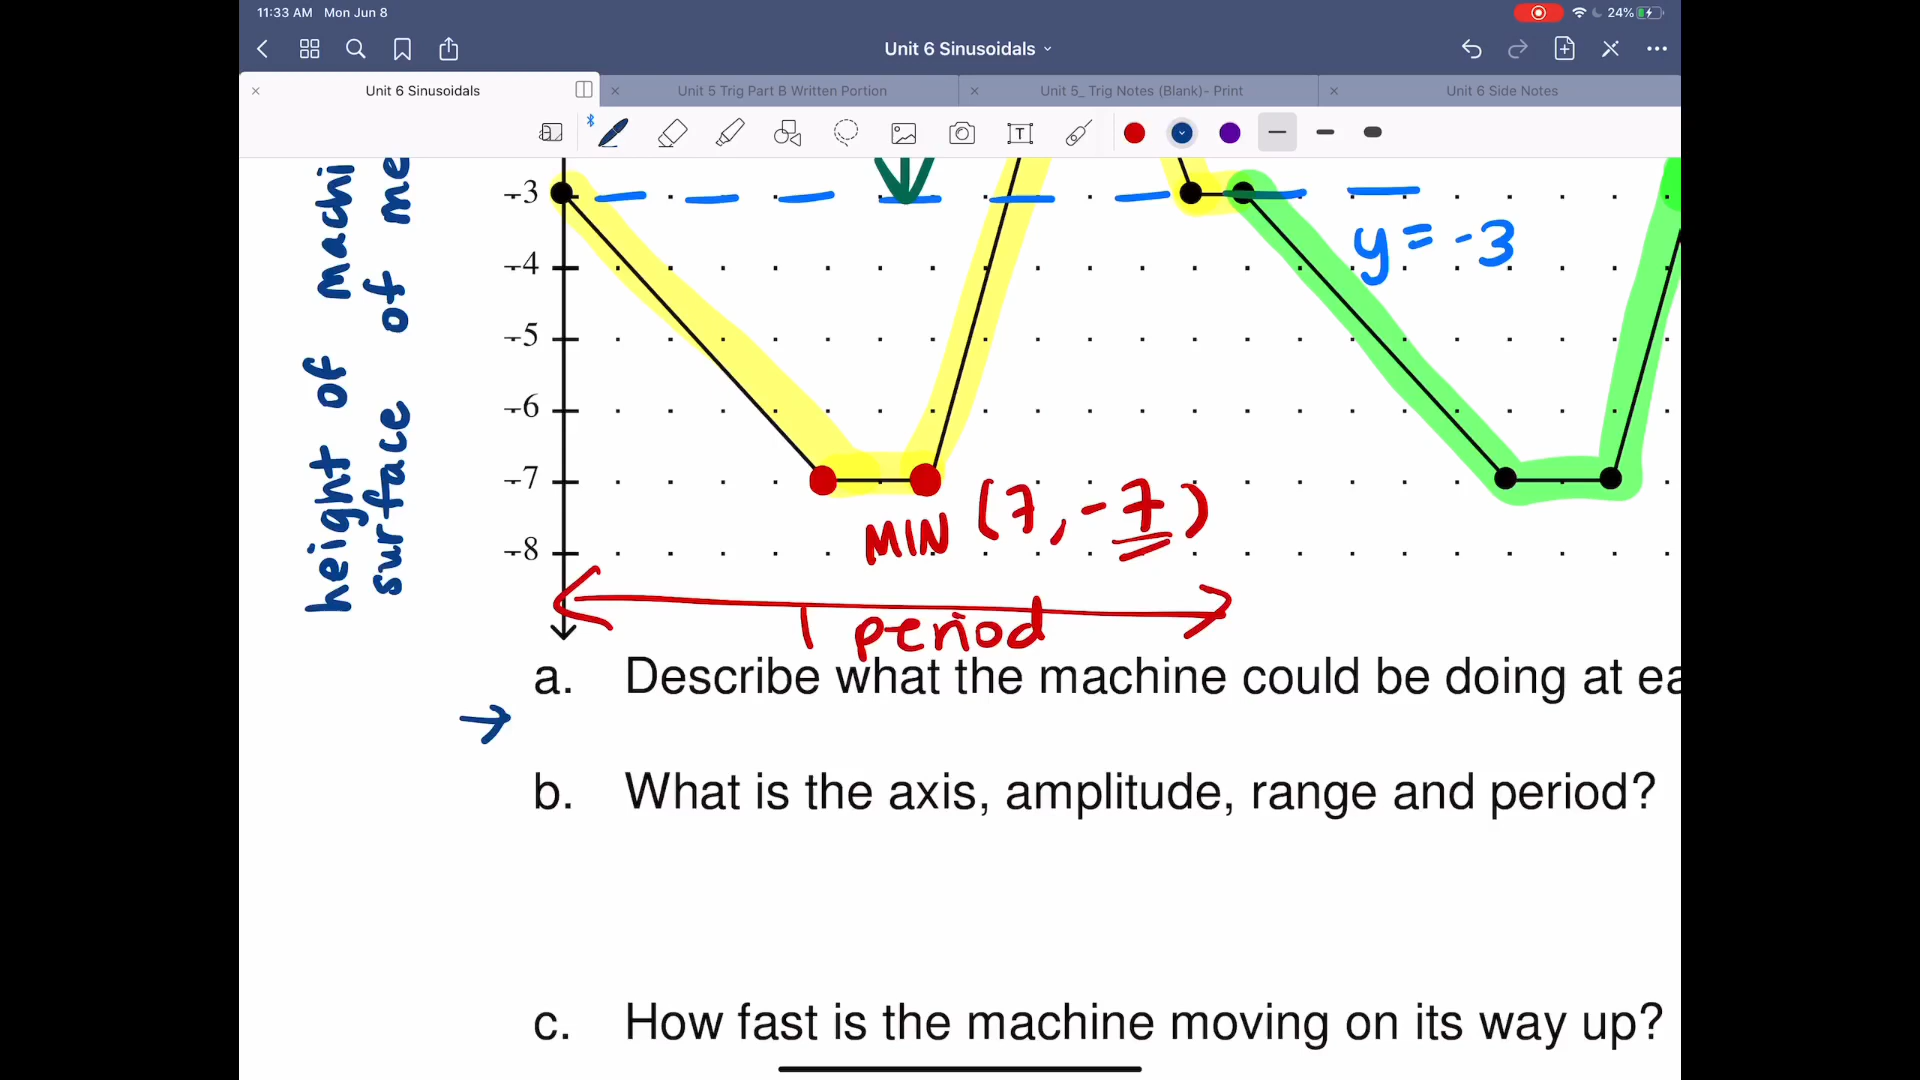 11:33 AM Mon Jun 8
24%
Unit 6 Sinusoidals
Unit 6 Sinusoidals
Unit 5 Trig Part B Written Portion
Unit 5_ Trig Notes (Blank)- Print
Unit 6 Side Notes
T
height of machi
surface of me
-3
-4
-5
-6
-7
-8
y = -3
MIN (7, -7)
1 period
a. Describe what the machine could be doing at ea
b. What is the axis, amplitude, range and period?
c. How fast is the machine moving on its way up?